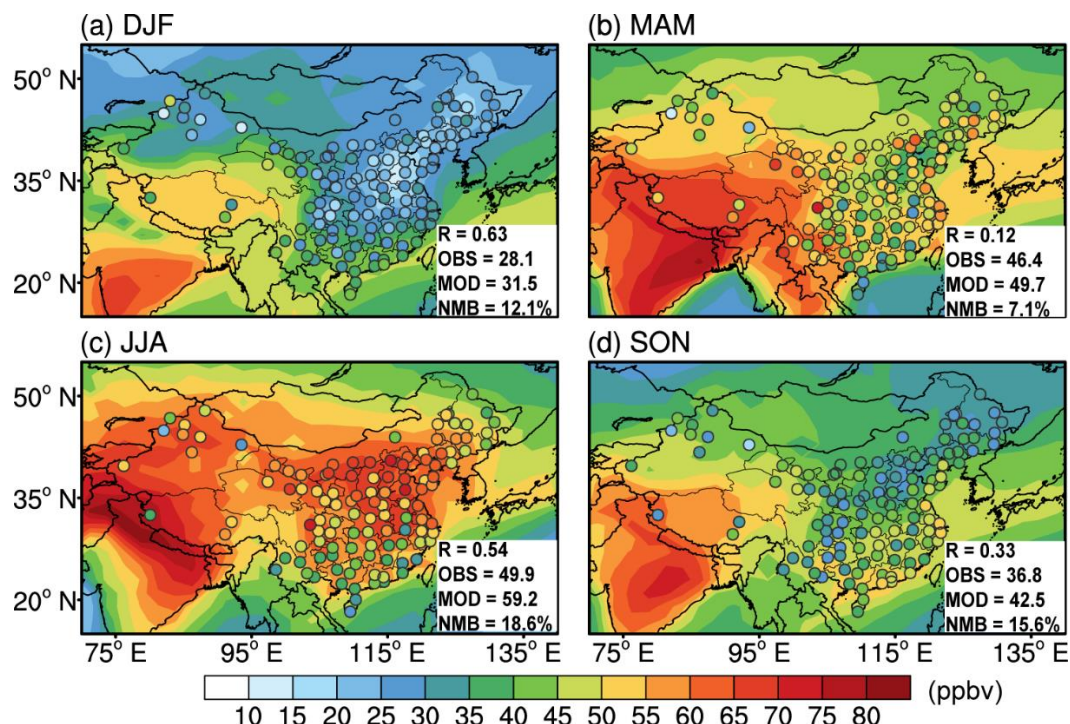 (a) DJF
(b) MAM
50° N
35° N
20° N
R = 0.63
OBS = 28.1
MOD = 31.5
NMB = 12.1%
R = 0.12
OBS = 46.4
MOD = 49.7
NMB = 7.1%
(c) JJA
(d) SON
50° N
35° N
20° N
R = 0.54
OBS = 49.9
MOD = 59.2
NMB = 18.6%
R = 0.33
OBS = 36.8
MOD = 42.5
NMB = 15.6%
75° E 95° E 115° E 135° E 75° E 95° E 115° E 135° E
(ppbv)
10 15 20 25 30 35 40 45 50 55 60 65 70 75 80